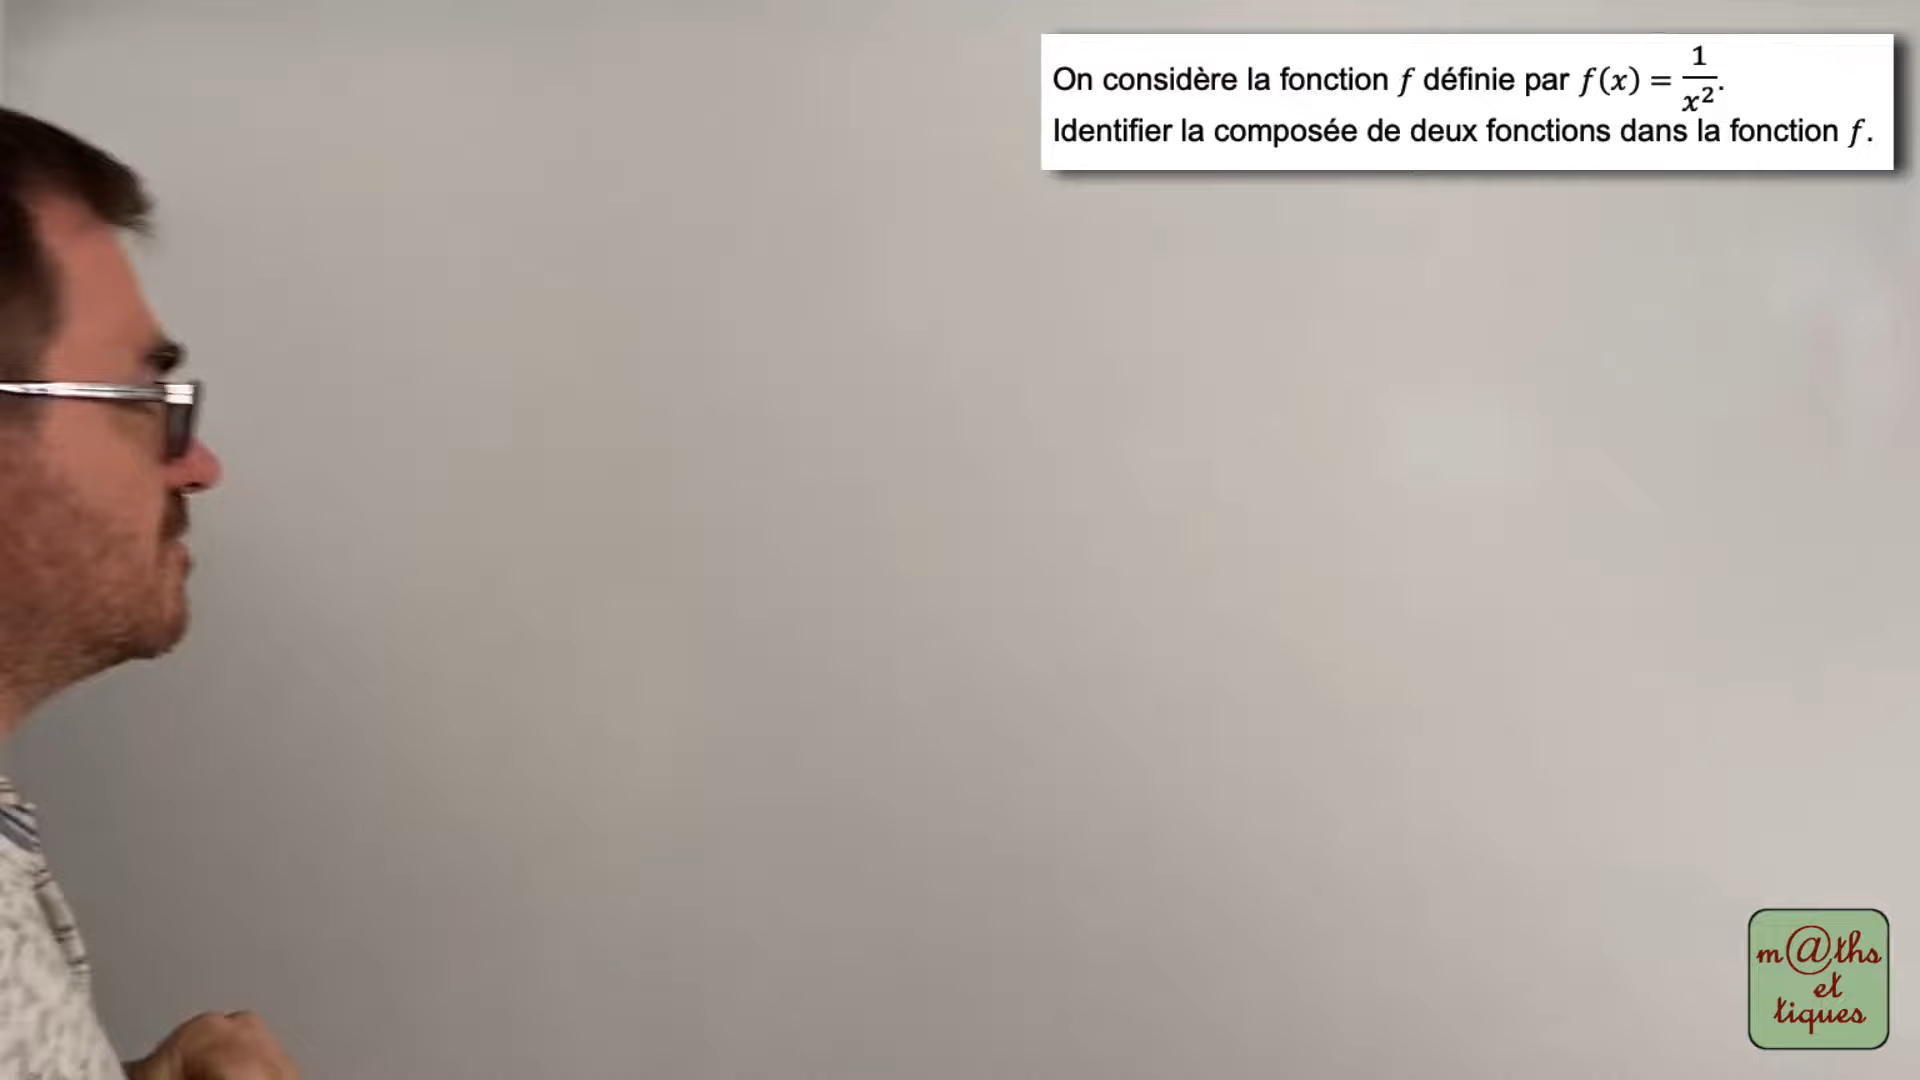 On considère la fonction f définie par f(x) = 1/x².
Identifier la composée de deux fonctions dans la fonction f.
m@ths
et
tiques